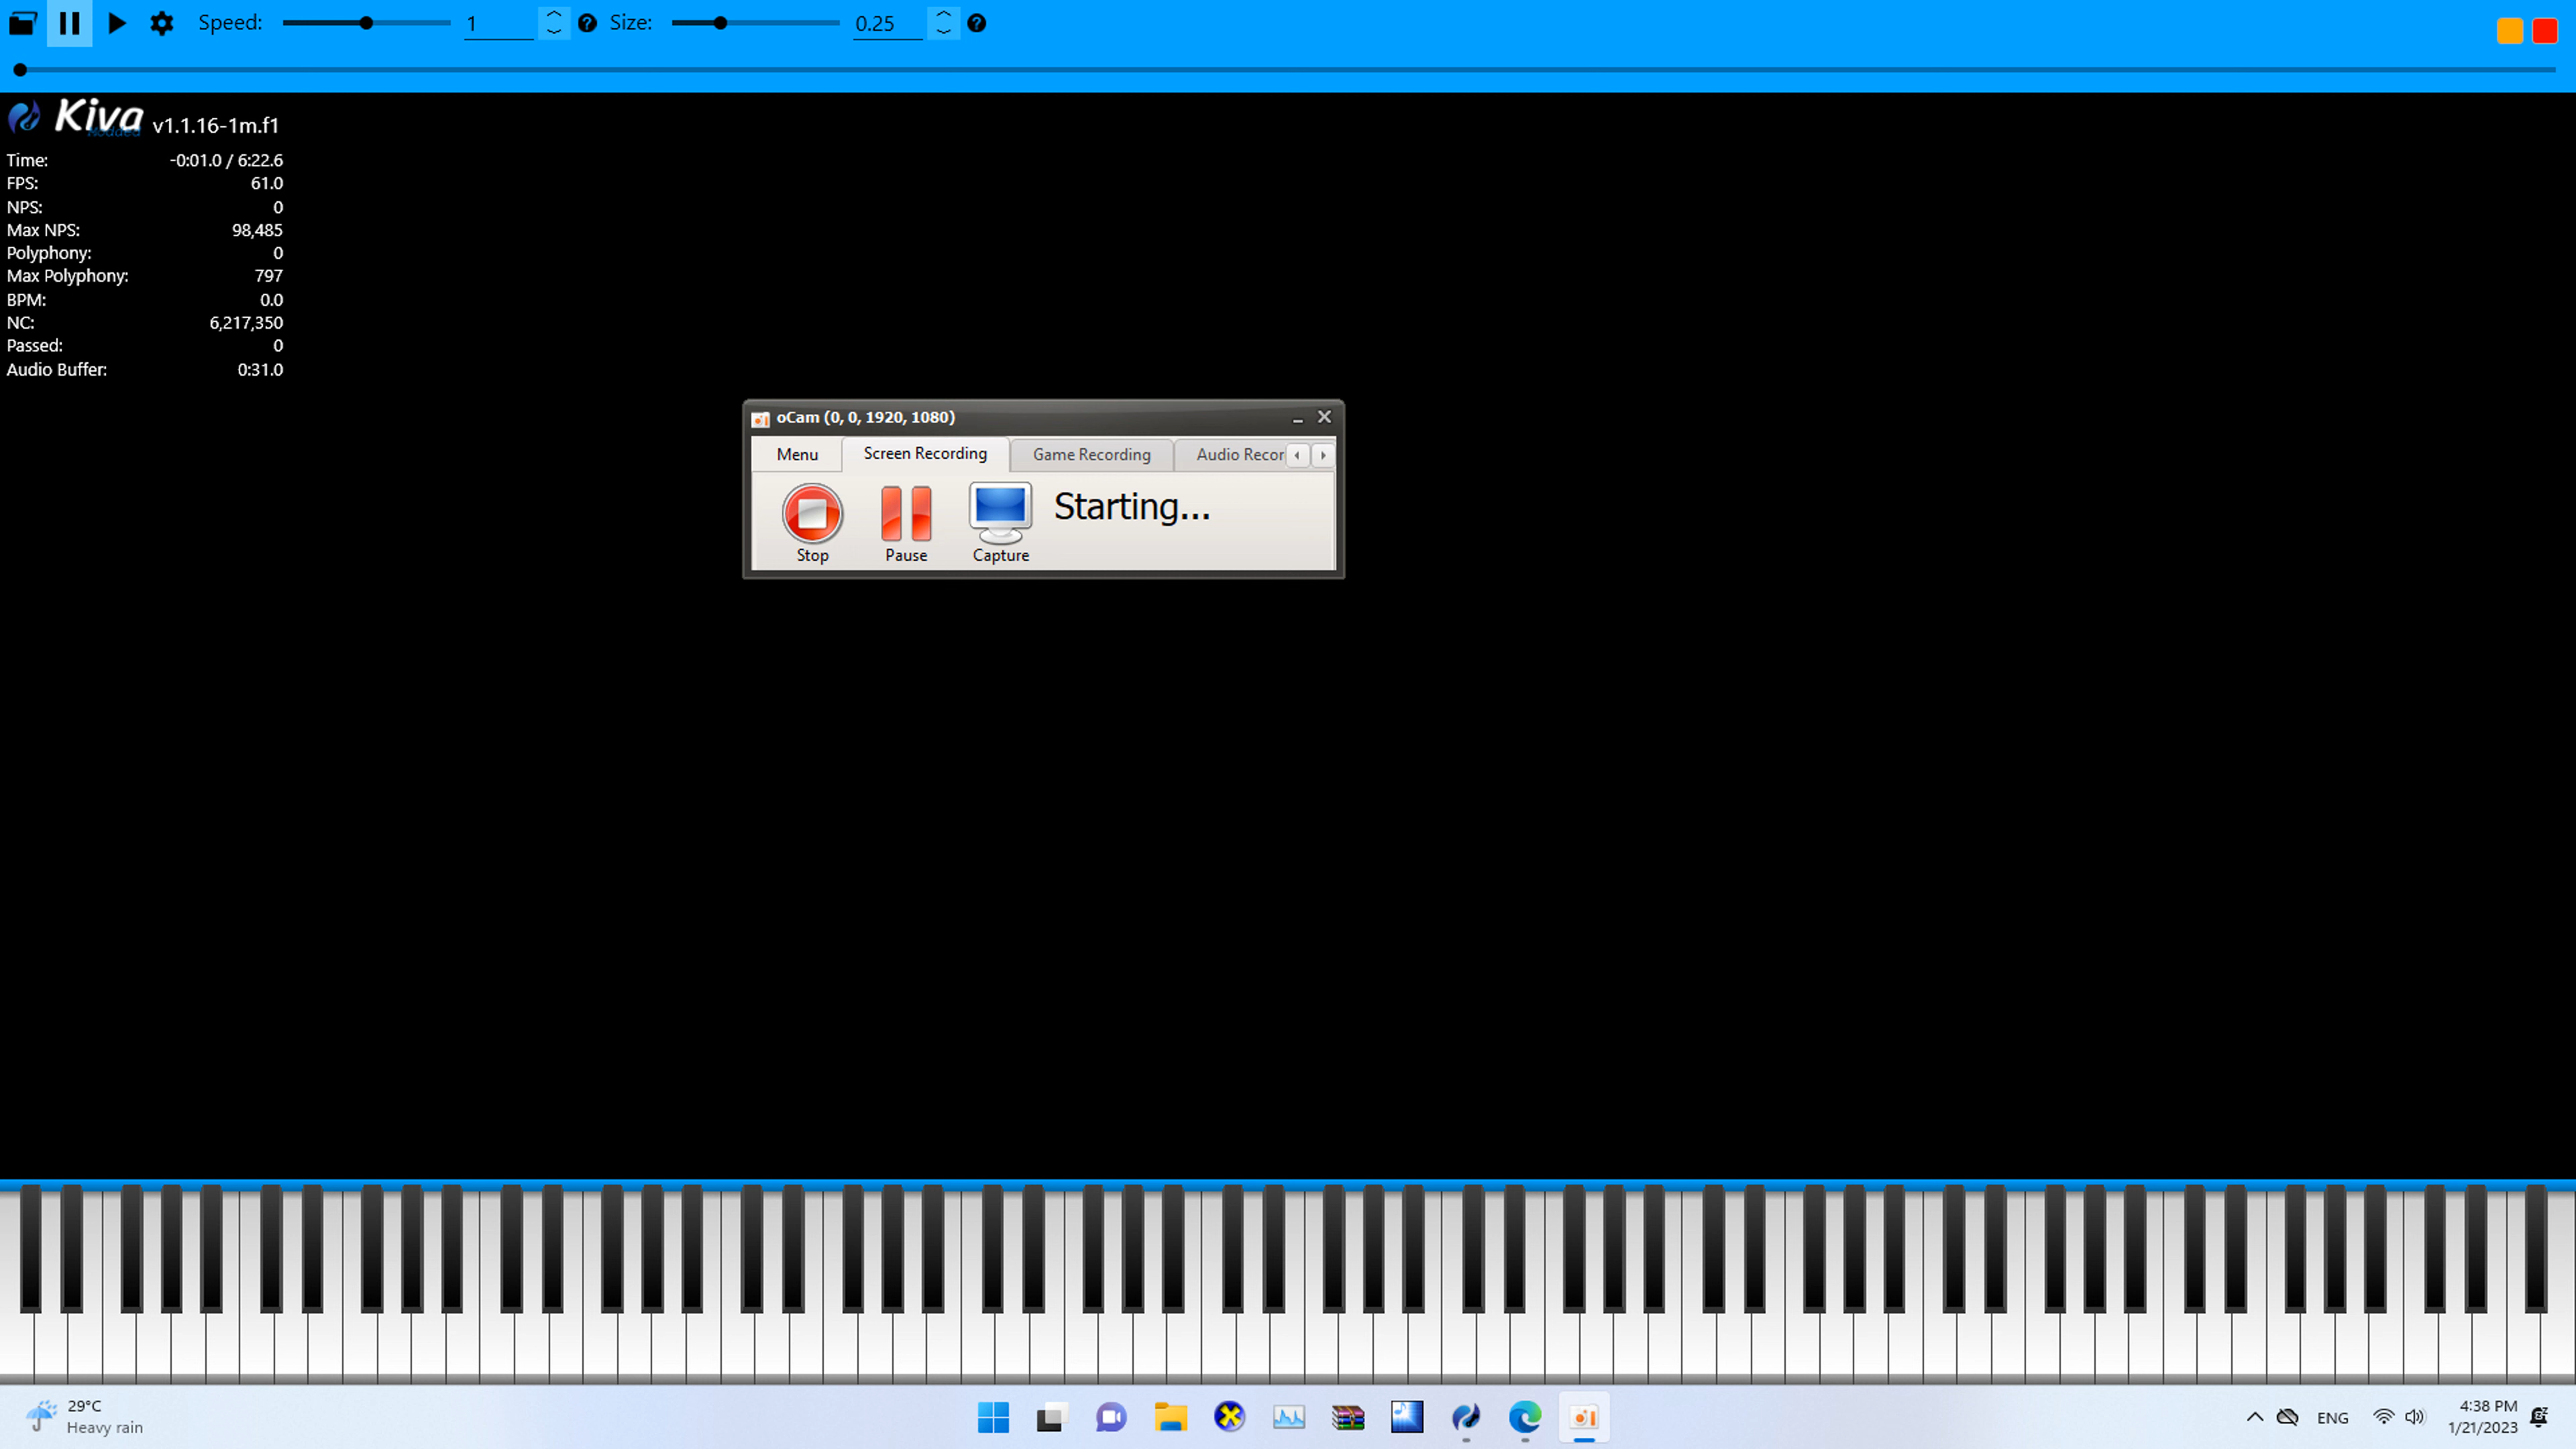 Speed: 1 Size: 0.25
Kiva v1.1.16-1m.f1
Modded
Time: -0:01.0 / 6:22.6
FPS: 61.0
NPS: 0
Max NPS: 98,485
Polyphony: 0
Max Polyphony: 797
BPM: 0.0
NC: 6,217,350
Passed: 0
Audio Buffer: 0:31.0
oCam (0, 0, 1920, 1080)
Menu Screen Recording Game Recording Audio Recor
Starting...
Stop Pause Capture
29°C
Heavy rain
ENG
4:38 PM
1/21/2023